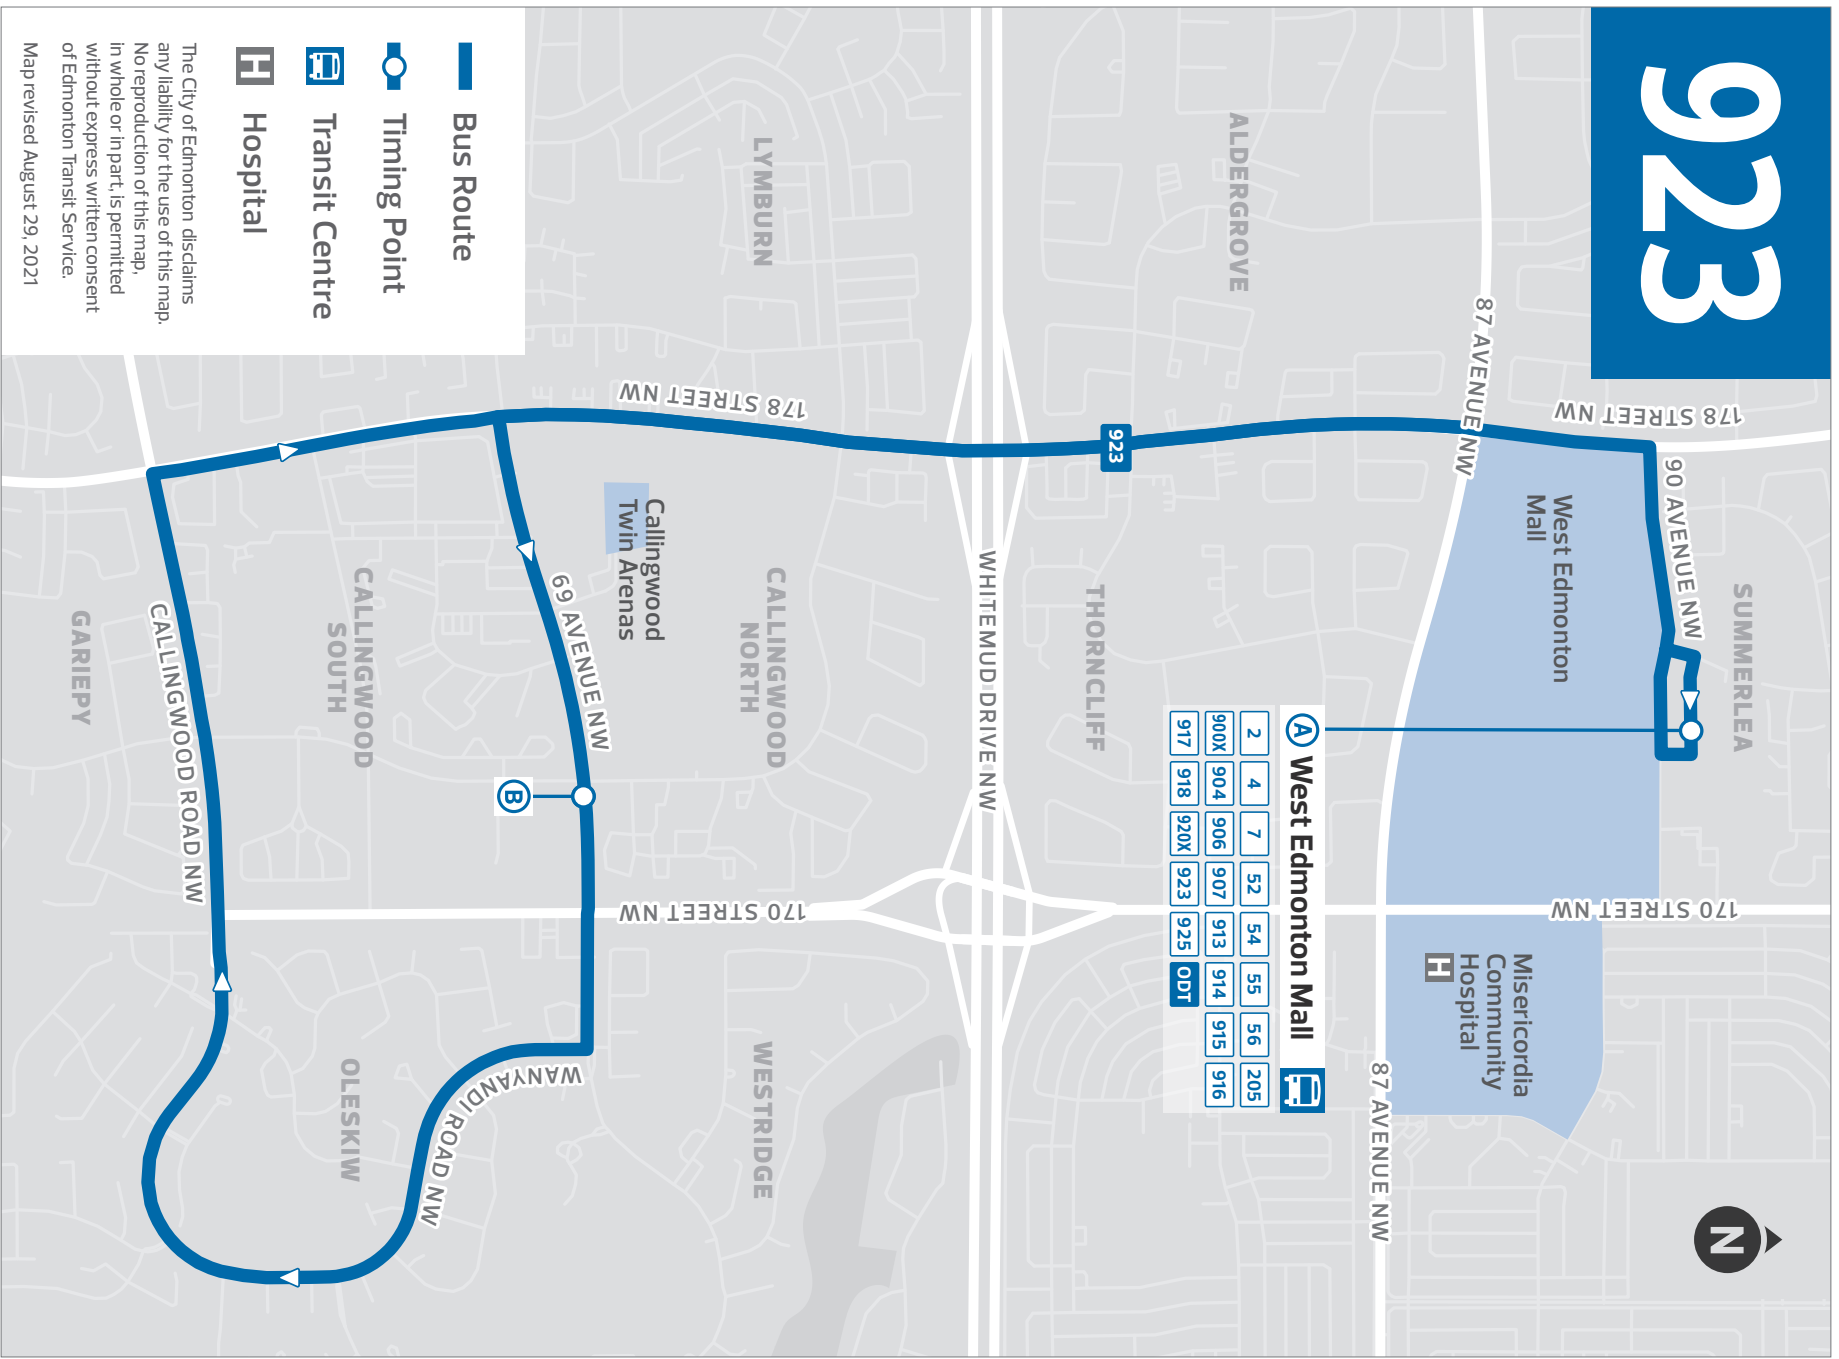 923
178 STREET NW
90 AVENUE NW
SUMMERLEA
West Edmonton
Mall
170 STREET NW
Misericordia
Community
Hospital
H
N
87 AVENUE NW
87 AVENUE NW
A West Edmonton Mall
2 4 7 52 54 55 56 205
900X 904 906 907 913 914 915 916
917 918 920X 923 925 ODT
ALDERGROVE
923
THORNCLIFF
WHITEMUD DRIVE NW
LYMBURN
178 STREET NW
CALLINGWOOD
NORTH
170 STREET NW
WESTRIDGE
Callingwood
Twin Arenas
69 AVENUE NW
B
WANYANDI ROAD NW
CALLINGWOOD
SOUTH
OLESKIW
CALLINGWOOD ROAD NW
GARIEPY
Bus Route
Timing Point
Transit Centre
H Hospital
The City of Edmonton disclaims
any liability for the use of this map.
No reproduction of this map,
in whole or in part, is permitted
without express written consent
of Edmonton Transit Service.
Map revised August 29, 2021